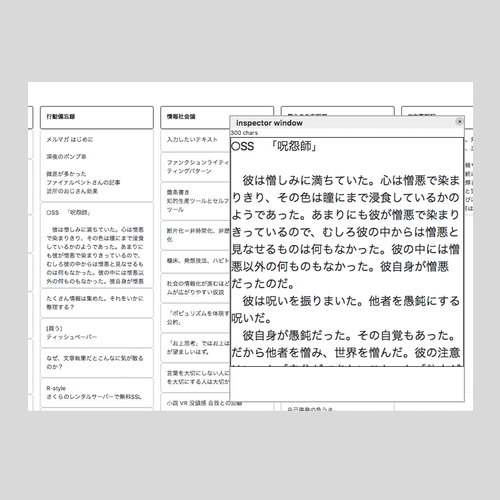 行動備忘録
メルマガ はじめに
深夜のポンプ車
微差が多かった
ファイナルベントさんの記事
近所のおじさん効果
○SS 「呪怨師」
彼は憎しみに満ちていた。心は憎悪
で染まりきり、その色は瞳にまで浸食し
ているかのようであった。あまりに
も彼が憎悪で染まりきっているので、
むしろ彼の中からは憎悪と見なせるも
のは何もなかった。彼の中には憎悪以
外の何ものもなかった。彼自身が憎悪
たくさん情報は集めた。それをいかに
整理する？
[買う]
ティッシュペーパー
なぜ、文章執筆だとこんなに気が散る
のか？
R-style
さくらのレンタルサーバーで無料SSL
情報社会論
入力したいテキスト
ファンクションライティ
ティングパターン
箇条書き
知的生産ツールとセルフ
ツール
断片化＝非時間化、非歴
化
糠床、発想技法、ハビト
社会の情報化が進むほど
ムが広がりやすい仮説
「ポピュリズムを体現す
公約」
「お上思考」ではお上は
が望ましいはず。
言葉を大切にしない人に
を大切にする人は大切か
小説 VR 没頭感 自我との距離
inspector window
300 chars
○SS 「呪怨師」
彼は憎しみに満ちていた。心は憎悪で染ま
りきり、その色は瞳にまで浸食しているかの
ようであった。あまりにも彼が憎悪で染まり
きっているので、むしろ彼の中からは憎悪と
見なせるものは何もなかった。彼の中には憎
悪以外の何ものもなかった。彼自身が憎悪
だったのだ。
彼は呪いを振りまいた。他者を愚鈍にする
呪いだ。
彼自身が愚鈍だった。その自覚もあった。
だから他者を憎み、世界を憎んだ。彼の注意
自己啓発の危うさ